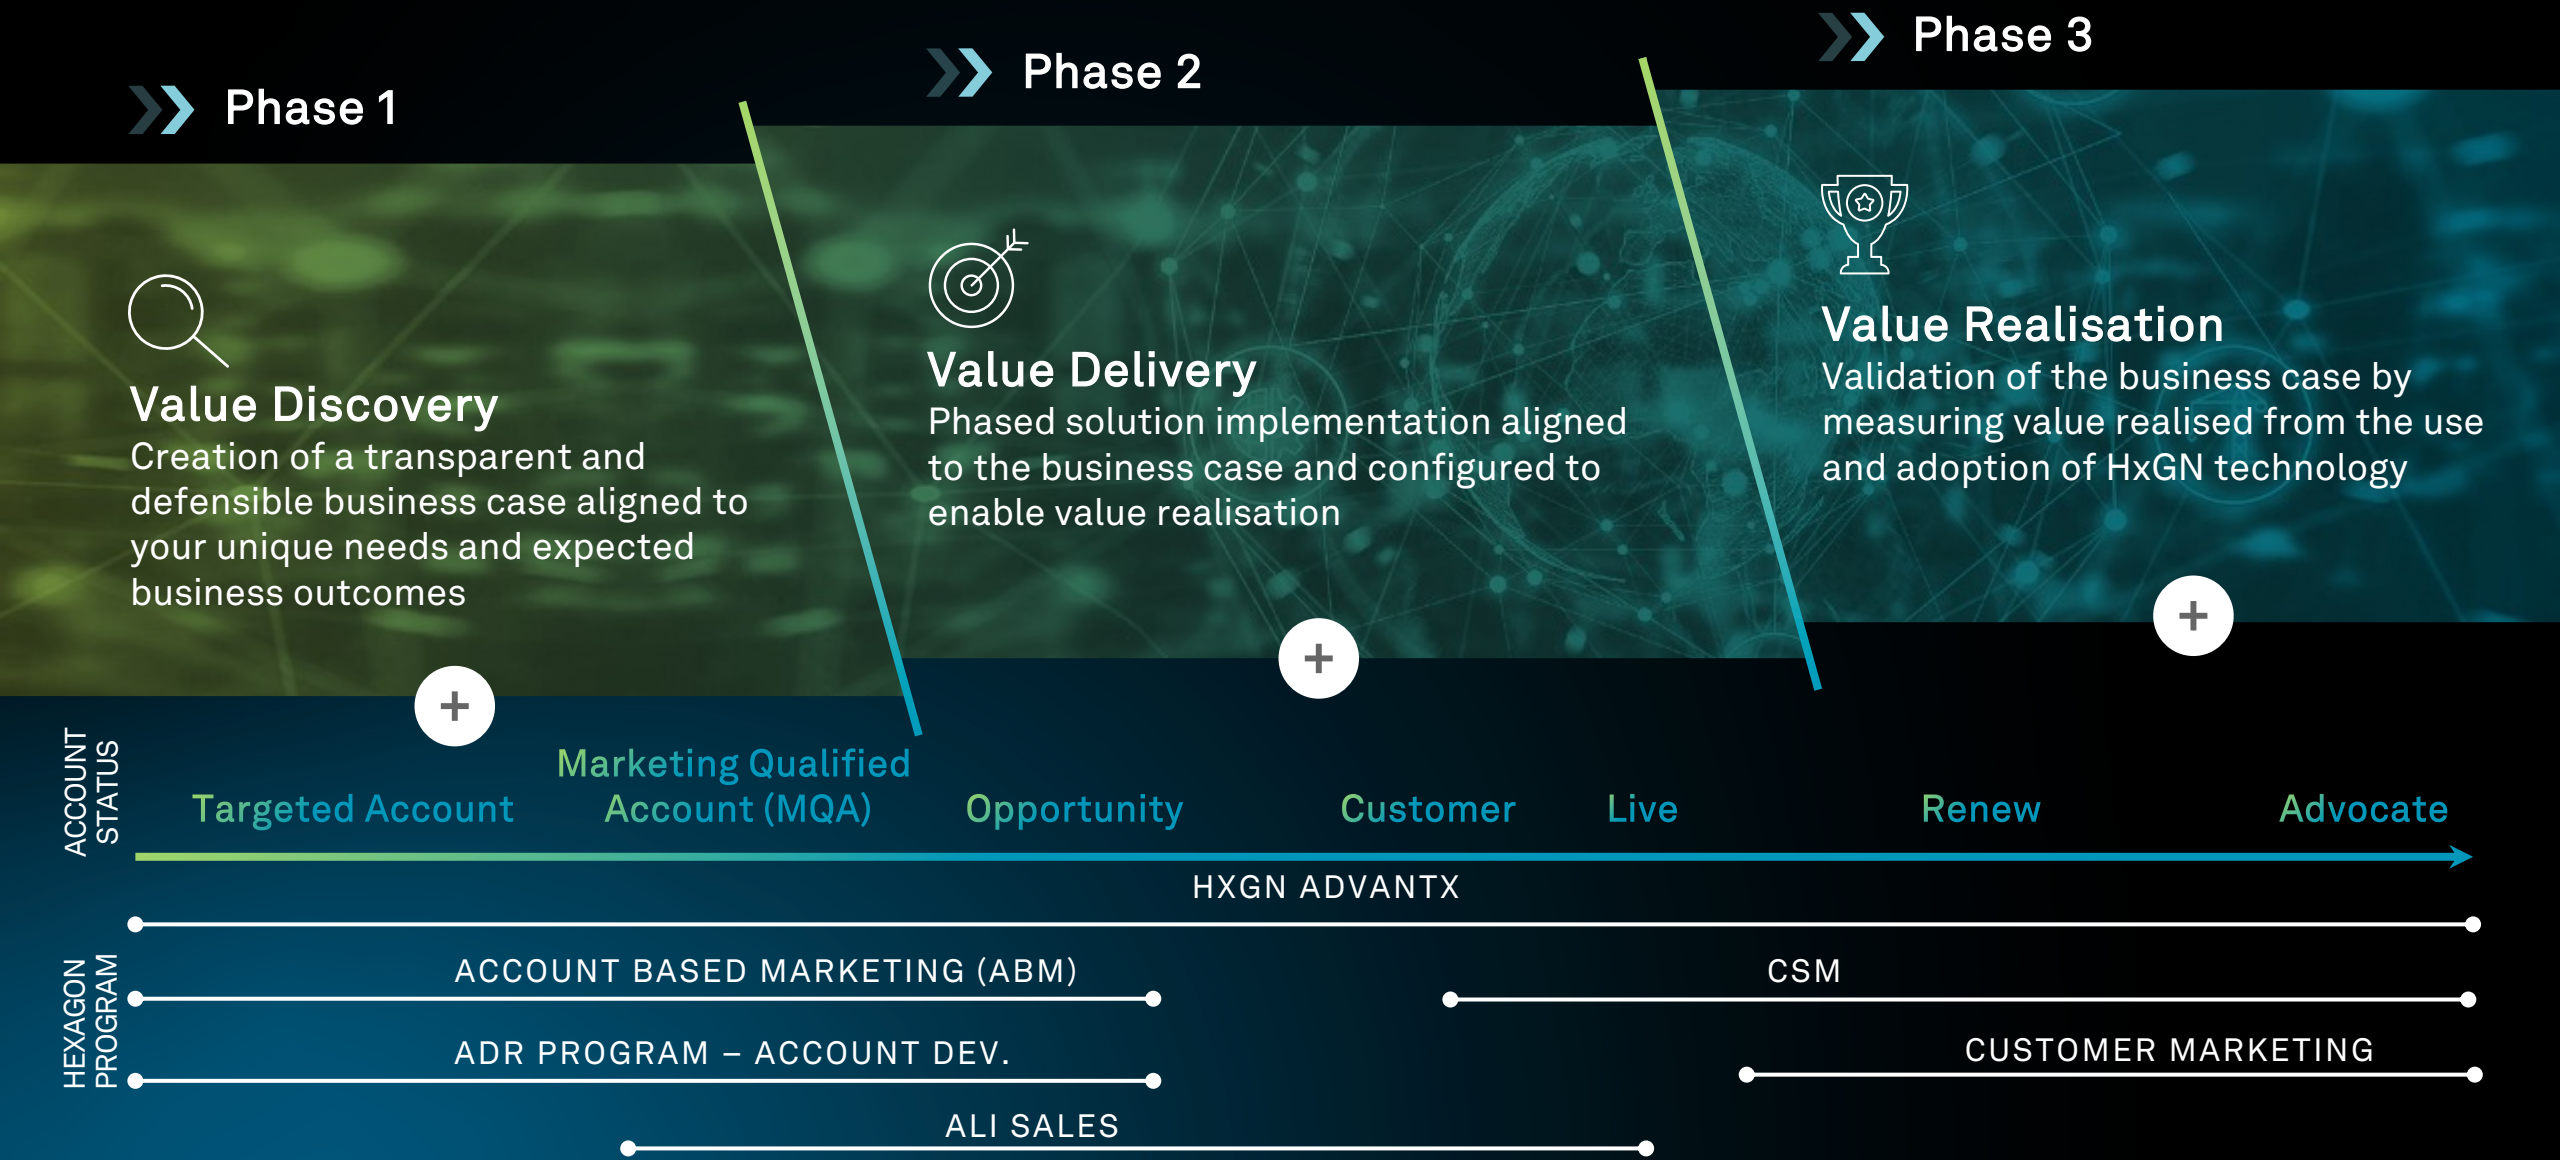 Phase 1
Phase 2
Phase 3
Value Discovery
Creation of a transparent and
defensible business case aligned to
your unique needs and expected
business outcomes
Value Delivery
Phased solution implementation aligned
to the business case and configured to
enable value realisation
Value Realisation
Validation of the business case by
measuring value realised from the use
and adoption of HxGN technology
+
+
+
ACCOUNT
STATUS
Targeted Account
Marketing Qualified
Account (MQA)
Opportunity
Customer
Live
Renew
Advocate
HEXAGON
PROGRAM
HXGN ADVANTX
ACCOUNT BASED MARKETING (ABM)
CSM
ADR PROGRAM – ACCOUNT DEV.
CUSTOMER MARKETING
ALI SALES